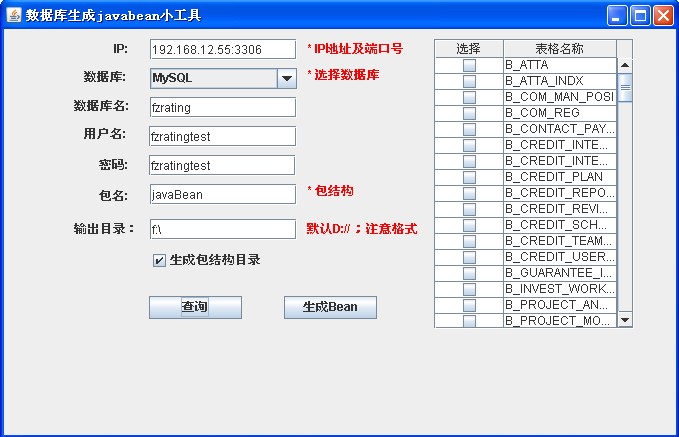 数据库生成javabean小工具
IP: 192.168.12.55:3306 * IP地址及端口号
数据库: MySQL * 选择数据库
数据库名: fzrating
用户名: fzratingtest
密码: fzratingtest
包名: javaBean * 包结构
输出目录： f:\ 默认D:// ；注意格式
生成包结构目录
查询 生成Bean
选择 表格名称
B_ATTA
B_ATTA_INDX
B_COM_MAN_POSI
B_COM_REG
B_CONTACT_PAY...
B_CREDIT_INTE...
B_CREDIT_INTE...
B_CREDIT_PLAN
B_CREDIT_REPO...
B_CREDIT_REVI...
B_CREDIT_SCH...
B_CREDIT_TEAM...
B_CREDIT_USER...
B_GUARANTEE_I...
B_INVEST_WORK...
B_PROJECT_AN...
B_PROJECT_MO...